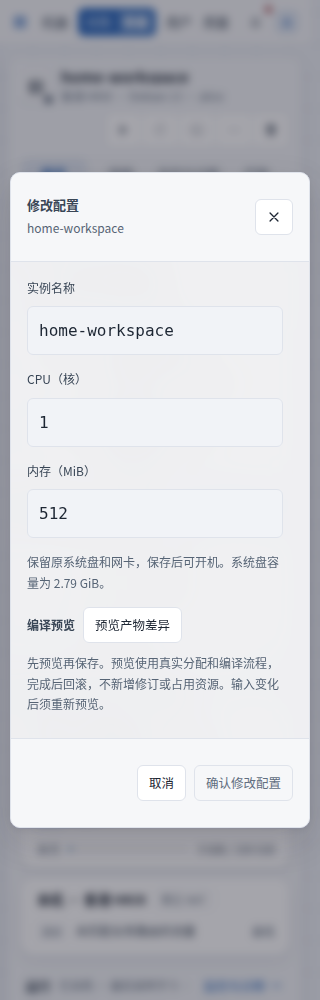 home-workspace
修改配置
home-workspace
实例名称
home-workspace
CPU（核）
1
内存（MiB）
512
保留原系统盘和网卡，保存后可开机。系统盘容
量为 2.79 GiB。
编译预览 预览产物差异
先预览再保存。预览使用真实分配和编译流程，
完成后回滚，不新增修订或占用资源。输入变化
后须重新预览。
取消 确认修改配置